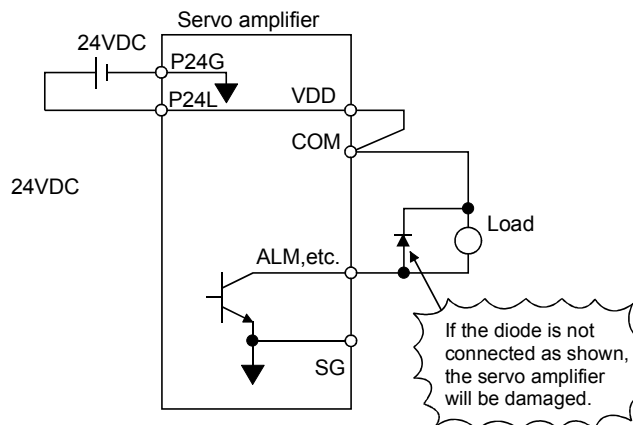 Servo amplifier
24VDC
P24G
P24L
VDD
COM
24VDC
Load
ALM,etc.
SG
If the diode is not
connected as shown,
the servo amplifier
will be damaged.